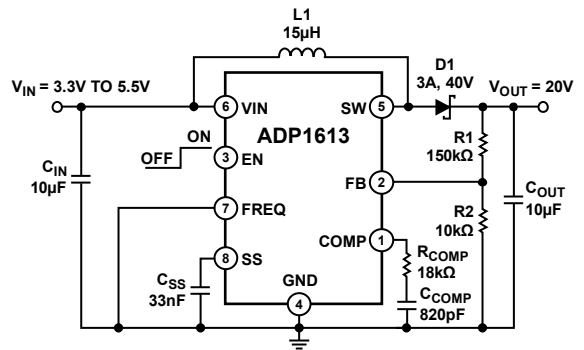 L1
15µH
D1
3A, 40V
VIN = 3.3V TO 5.5V
VOUT = 20V
6
VIN
SW
5
ADP1613
R1
150kΩ
ON
OFF
3
EN
CIN
10µF
FB
2
COUT
10µF
R2
10kΩ
7
FREQ
COMP
1
8
SS
RCOMP
18kΩ
CSS
33nF
GND
4
CCOMP
820pF